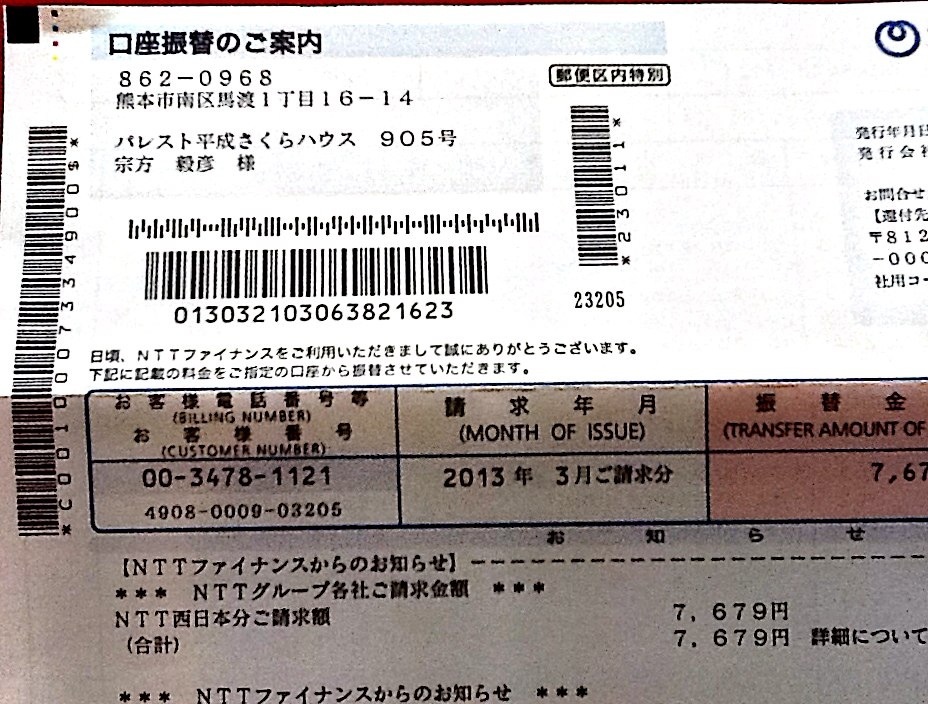 口座振替のご案内
862-0968
熊本市南区馬渡1丁目16-14
パレスト平成さくらハウス 905号
宗方 毅彦 様
郵便区内特別
*23011*
23205
0130321030638216​23
*C0010007334900$*
発行年月日
発行会社
お問合せ
【還付先
〒812
-000
社用コー
日頃、NTTファイナンスをご利用いただきまして誠にありがとうございます。
下記に記載の料金をご指定の口座から振替させていただきます。
お客様電話番号等
(BILLING NUMBER)
お客様番号
(CUSTOMER NUMBER)
請求年月
(MONTH OF ISSUE)
振替金
(TRANSFER AMOUNT OF
00-3478-1121
4908-0009-03205
2013年 3月ご請求分
7,67
お知らせ
【NTTファイナンスからのお知らせ】
*** NTTグループ各社ご請求金額 ***
NTT西日本分ご請求額 7,679円
(合計) 7,679円 詳細について
*** NTTファイナンスからのお知らせ ***